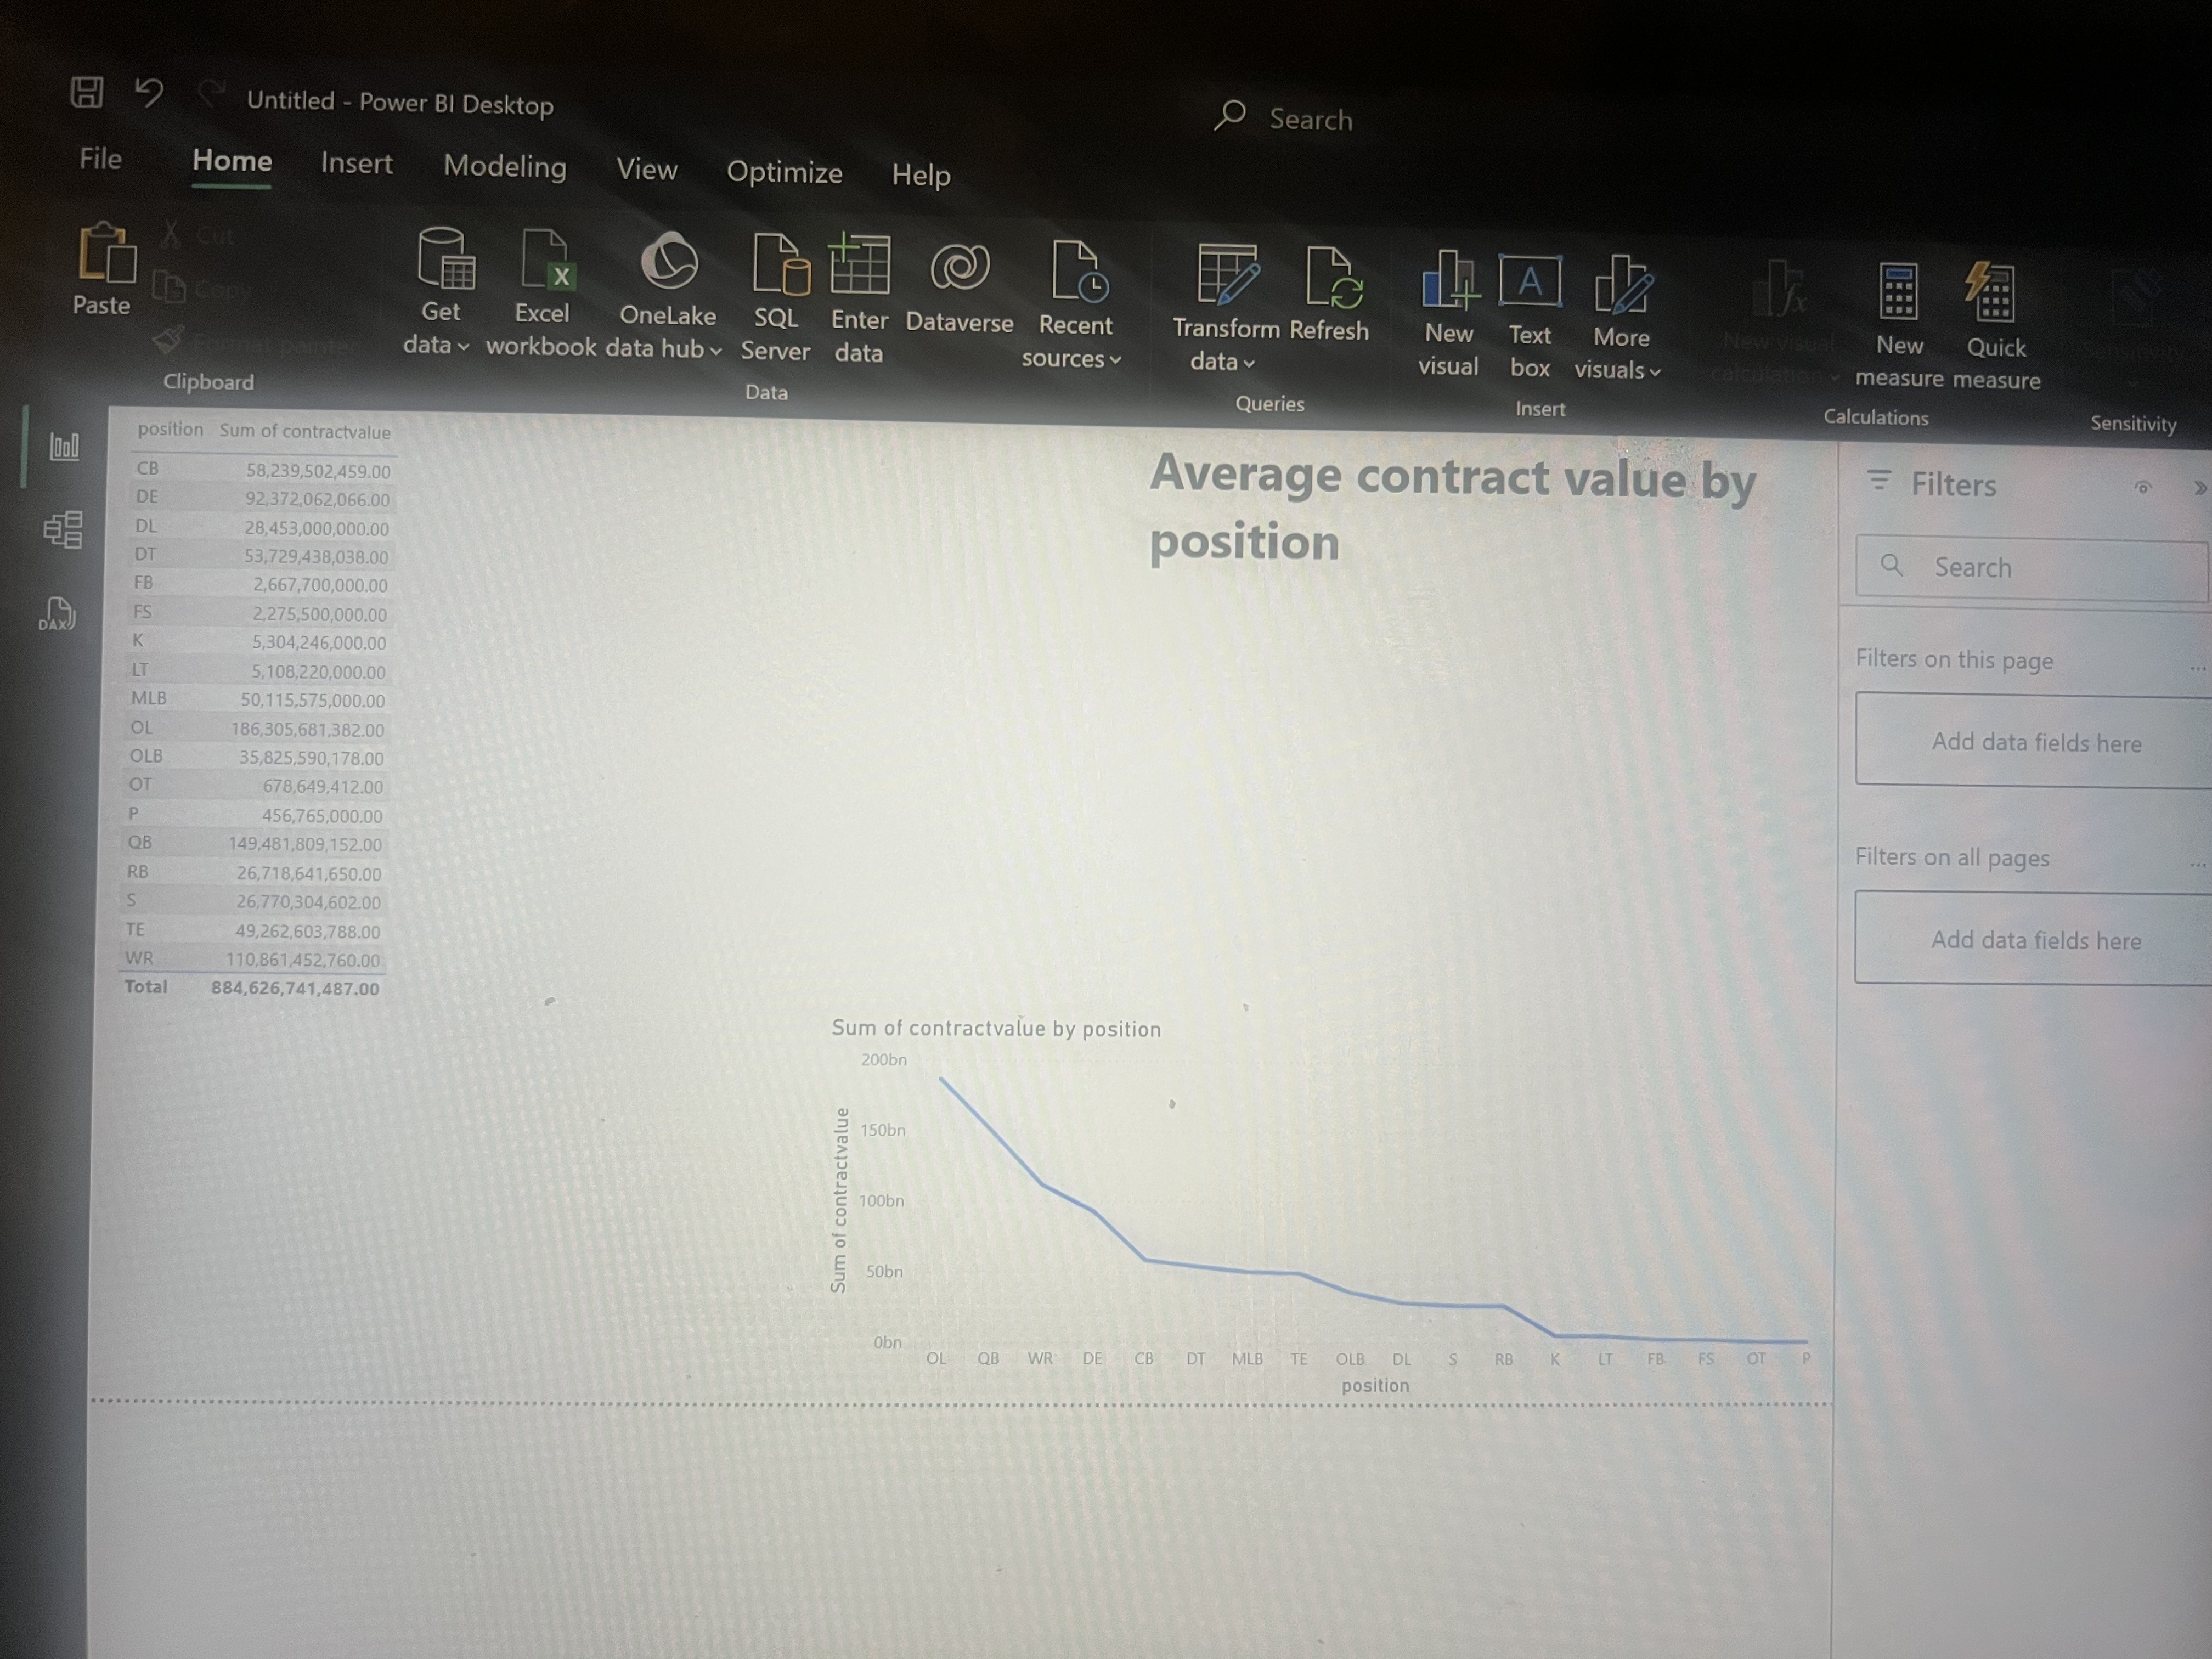 Untitled - Power BI Desktop
Search
File Home Insert Modeling View Optimize Help
Paste
Cut
Copy
Format painter
Clipboard
Get data
Excel workbook
OneLake data hub
SQL Server
Enter data
Dataverse
Recent sources
Data
Transform data
Refresh
Queries
New visual
Text box
More visuals
Insert
New visual calculation
New measure
Quick measure
Calculations
Sensitivity
Sensitivity
DAX
position Sum of contractvalue
CB 58,239,502,459.00
DE 92,372,062,066.00
DL 28,453,000,000.00
DT 53,729,438,038.00
FB 2,667,700,000.00
FS 2,275,500,000.00
K 5,304,246,000.00
LT 5,108,220,000.00
MLB 50,115,575,000.00
OL 186,305,681,382.00
OLB 35,825,590,178.00
OT 678,649,412.00
P 456,765,000.00
QB 149,481,809,152.00
RB 26,718,641,650.00
S 26,770,304,602.00
TE 49,262,603,788.00
WR 110,861,452,760.00
Total 884,626,741,487.00
Average contract value by
position
Sum of contractvalue by position
Sum of contractvalue
200bn
150bn
100bn
50bn
0bn
OL QB WR DE CB DT MLB TE OLB DL S RB K LT FB FS OT P
position
Filters
Search
Filters on this page
...
Add data fields here
Filters on all pages
...
Add data fields here